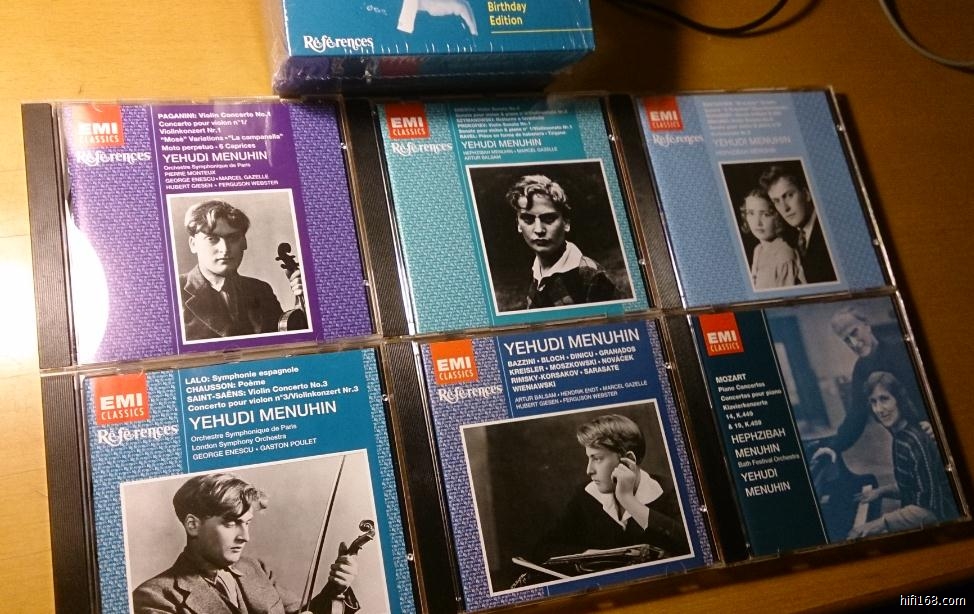 Birthday
Edition
Références
EMI
CLASSICS
Références
PAGANINI: Violin Concerto No.1
Concerto pour violon n°1/
Violinkonzert Nr.1
"Mosè" Variations • "La campanella"
Moto perpetuo • 6 Caprices
YEHUDI MENUHIN
Orchestre Symphonique de Paris
PIERRE MONTEUX
GEORGE ENESCU • MARCEL GAZELLE
HUBERT GIESEN • FERGUSON WEBSTER
EMI
CLASSICS
Références
YEHUDI MENUHIN
HEPHZIBAH MENUHIN • MARCEL GAZELLE
ARTUR BALSAM
EMI
CLASSICS
Références
YEHUDI MENUHIN
HEPHZIBAH MENUHIN
EMI
CLASSICS
Références
LALO: Symphonie espagnole
CHAUSSON: Poème
SAINT-SAËNS: Violin Concerto No.3
Concerto pour violon n°3/Violinkonzert Nr.3
YEHUDI MENUHIN
Orchestre Symphonique de Paris
London Symphony Orchestra
GEORGE ENESCU • GASTON POULET
EMI
CLASSICS
Références
YEHUDI MENUHIN
BAZZINI • BLOCH • DINICU • GRANADOS
KREISLER • MOSZKOWSKI • NOVÁČEK
RIMSKY-KORSAKOV • SARASATE
WIENIAWSKI
ARTUR BALSAM • HENDRIK ENDT • MARCEL GAZELLE
HUBERT GIESEN • FERGUSON WEBSTER
EMI
CLASSICS
MOZART
Piano Concertos
Concertos pour piano
Klavierkonzerte
14, K.449
& 19, K.459
HEPHZIBAH
MENUHIN
Bath Festival Orchestra
YEHUDI
MENUHIN
hifi168.com